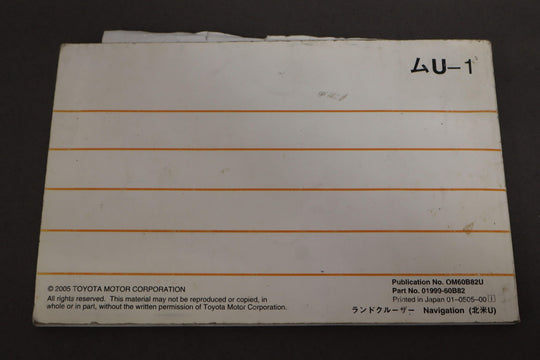 ムU-1
© 2005 TOYOTA MOTOR CORPORATION
All rights reserved. This material may not be reproduced or copied, in
whole or in part, without the written permission of Toyota Motor Corporation.
Publication No. OM60B82U
Part No. 01999-60B82
Printed in Japan 01-0505-00
ランドクルーザー Navigation (北米U)